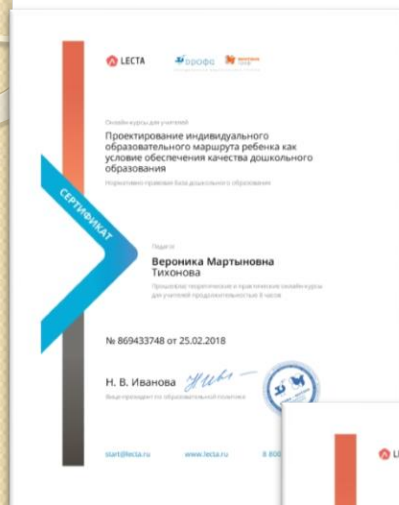 LECTA
ДРОФА
Онлайн-курсы для учителей
Проектирование индивидуального
образовательного маршрута ребенка как
условие обеспечения качества дошкольного
образования
Нормативно-правовая база дошкольного образования
СЕРТИФИКАТ
Педагог
Вероника Мартыновна
Тихонова
Прошел(ла) теоретические и практические онлайн-курсы
для учителей продолжительностью 8 часов
№ 869433748 от 25.02.2018
Н. В. Иванова
Вице-президент по образовательной политике
start@lecta.ru www.lecta.ru 8 800